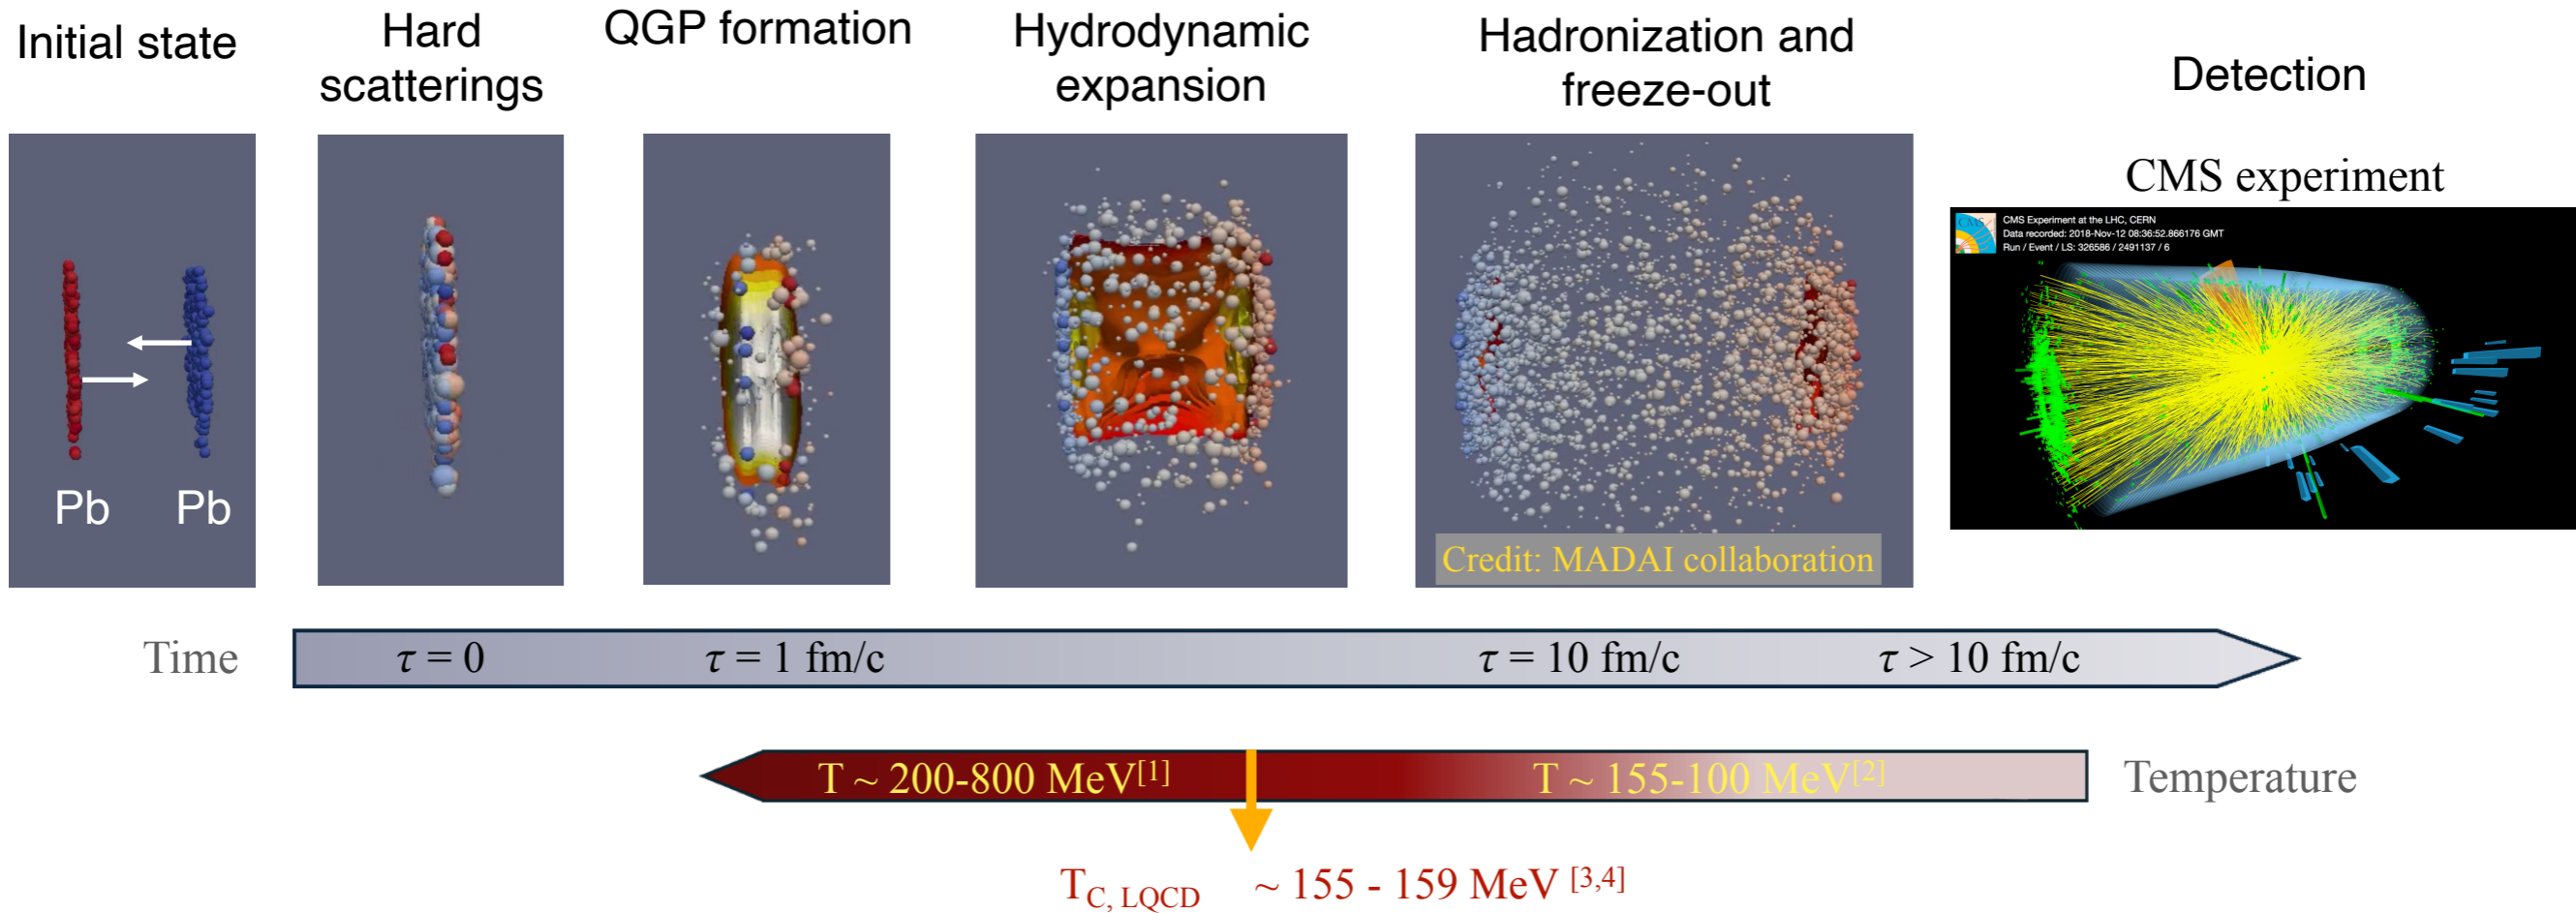 Initial state
Hard
scatterings
QGP formation
Hydrodynamic
expansion
Hadronization and
freeze-out
Detection
CMS experiment
CMS
CMS Experiment at the LHC, CERN
Data recorded: 2018-Nov-12 08:36:52.866176 GMT
Run / Event / LS: 326586 / 2491137 / 6
Pb Pb
Credit: MADAI collaboration
Time
τ = 0
τ = 1 fm/c
τ = 10 fm/c
τ > 10 fm/c
T ~ 200-800 MeV[1]
T ~ 155-100 MeV[2]
Temperature
TC, LQCD ~ 155 - 159 MeV [3,4]